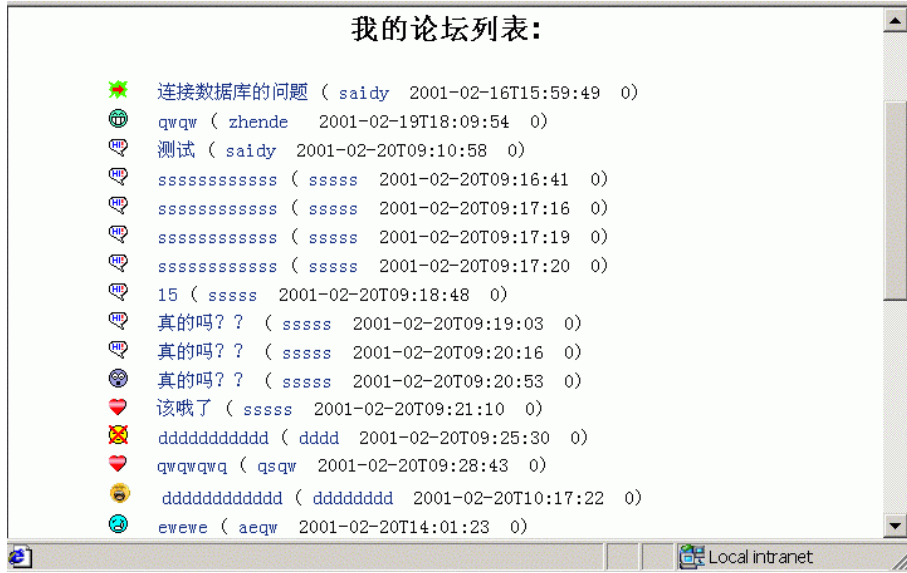 我的论坛列表:
连接数据库的问题 ( saidy 2001-02-16T15:59:49 0)
qwqw ( zhende 2001-02-19T18:09:54 0)
HI! 测试 ( saidy 2001-02-20T09:10:58 0)
HI! ssssssssssss ( sssss 2001-02-20T09:16:41 0)
HI! ssssssssssss ( sssss 2001-02-20T09:17:16 0)
HI! ssssssssssss ( sssss 2001-02-20T09:17:19 0)
HI! ssssssssssss ( sssss 2001-02-20T09:17:20 0)
HI! 15 ( sssss 2001-02-20T09:18:48 0)
HI! 真的吗?? ( sssss 2001-02-20T09:19:03 0)
HI! 真的吗?? ( sssss 2001-02-20T09:20:16 0)
真的吗?? ( sssss 2001-02-20T09:20:53 0)
该哦了 ( sssss 2001-02-20T09:21:10 0)
ddddddddddd ( dddd 2001-02-20T09:25:30 0)
qwqwqwq ( qsqw 2001-02-20T09:28:43 0)
dddddddddddd ( dddddddd 2001-02-20T10:17:22 0)
ewewe ( aeqw 2001-02-20T14:01:23 0)
Local intranet